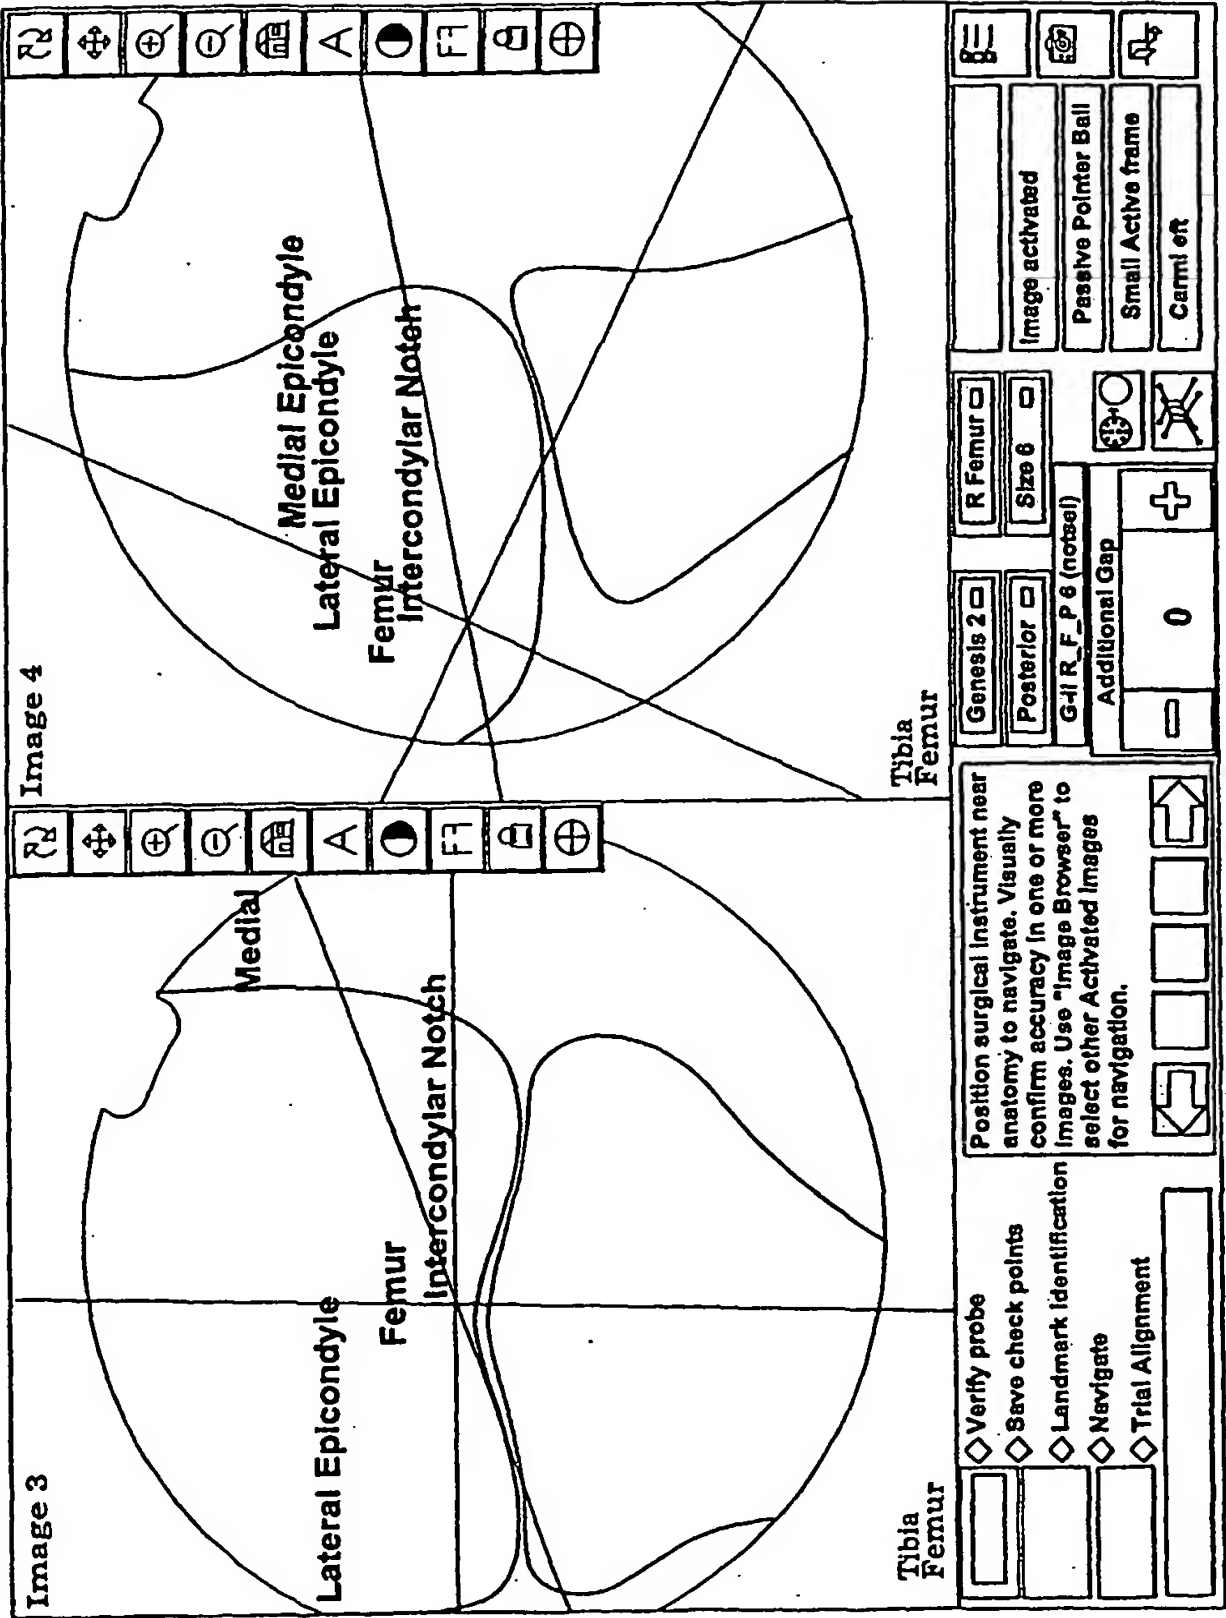 Image 3
Lateral Epicondyle
Medial
Femur
Intercondylar Notch
Tibia
Femur
A
Image 4
Medial Epicondyle
Lateral Epicondyle
Femur
Intercondylar Notch
Tibia
Femur
A
Verify probe
Save check points
Landmark Identification
Navigate
Trial Alignment
Position surgical instrument near
anatomy to navigate. Visually
confirm accuracy in one or more
images. Use "Image Browser" to
select other Activated Images
for navigation.
Genesis 2
R Femur
Posterior
Size 6
G-II R_F_P 6 (notsel)
Additional Gap
0
Image activated
Passive Pointer Ball
Small Active frame